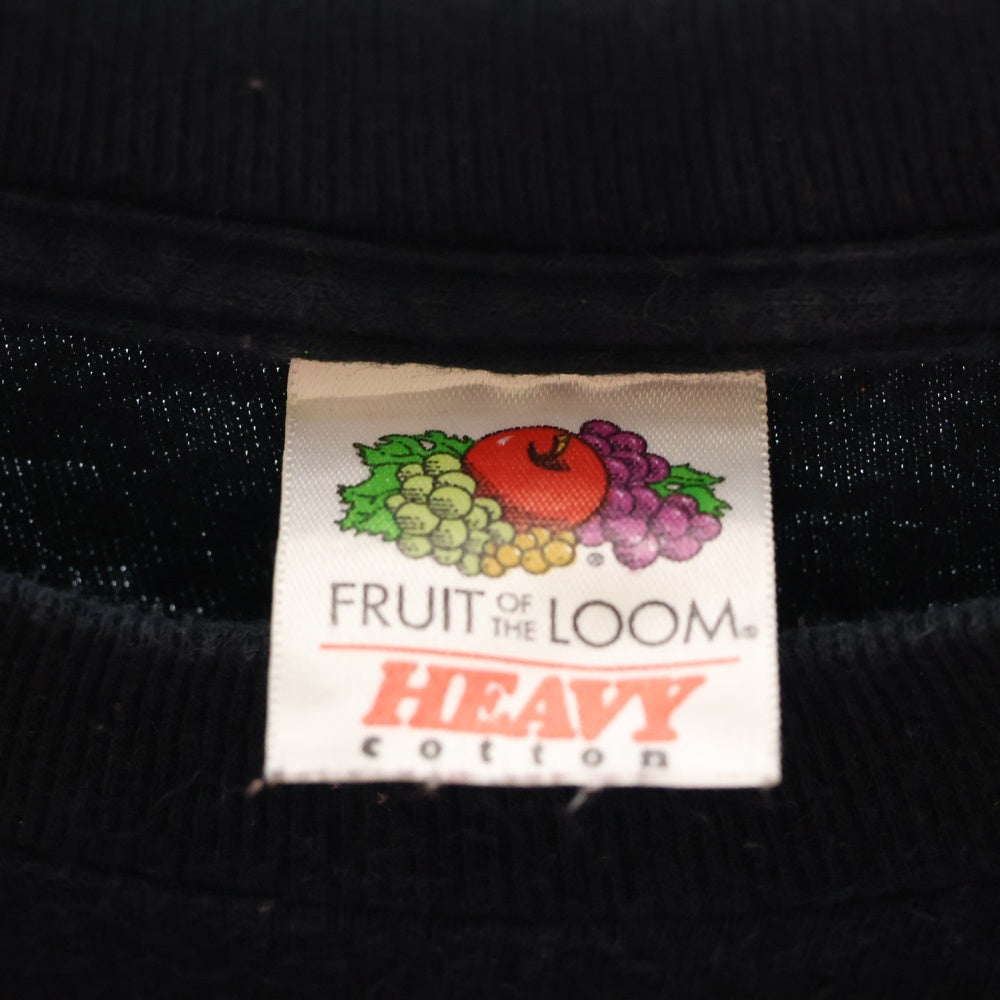 ®
FRUIT OF THE LOOM®
HEAVY
cotton